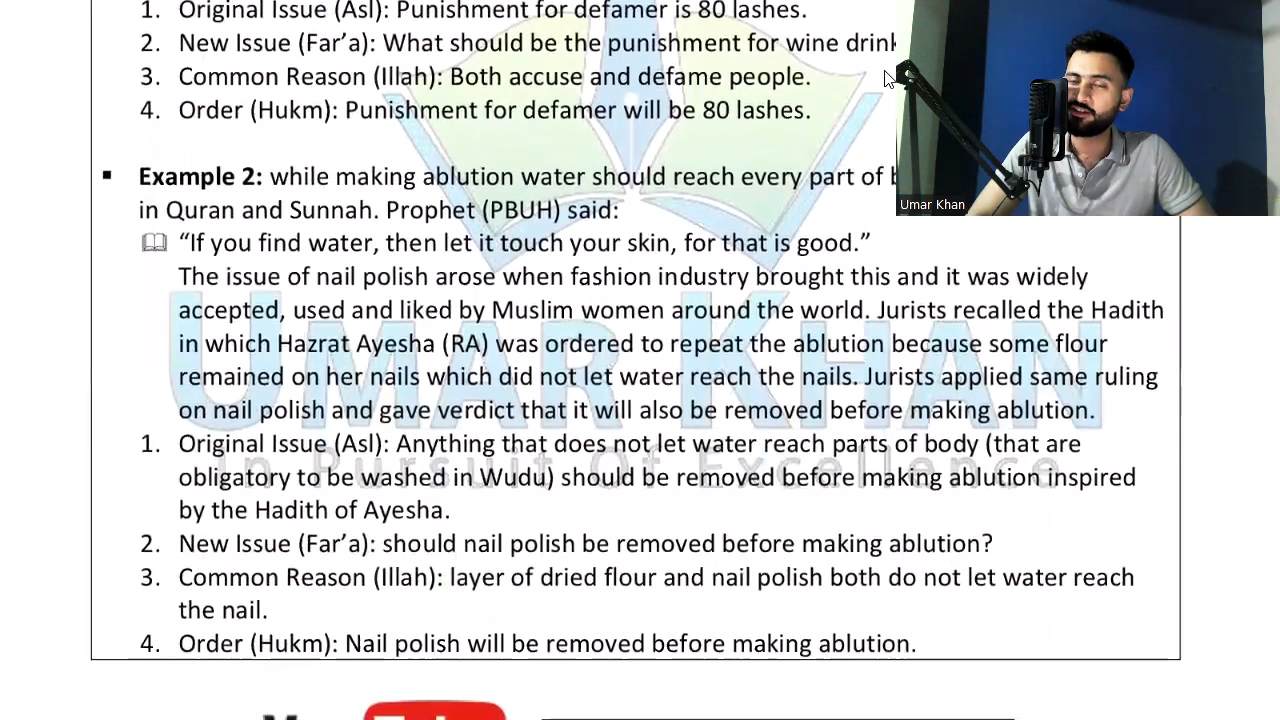 1. Original Issue (Asl): Punishment for defamer is 80 lashes.
2. New Issue (Far’a): What should be the punishment for wine
3. Common Reason (Illah): Both accuse and defame people.
4. Order (Hukm): Punishment for defamer will be 80 lashes.
▪ Example 2: while making ablution water should reach every part of
in Quran and Sunnah. Prophet (PBUH) said:
“If you find water, then let it touch your skin, for that is good.”
The issue of nail polish arose when fashion industry brought this and it was widely
accepted, used and liked by Muslim women around the world. Jurists recalled the Hadith
in which Hazrat Ayesha (RA) was ordered to repeat the ablution because some flour
remained on her nails which did not let water reach the nails. Jurists applied same ruling
on nail polish and gave verdict that it will also be removed before making ablution.
1. Original Issue (Asl): Anything that does not let water reach parts of body (that are
obligatory to be washed in Wudu) should be removed before making ablution inspired
by the Hadith of Ayesha.
2. New Issue (Far’a): should nail polish be removed before making ablution?
3. Common Reason (Illah): layer of dried flour and nail polish both do not let water reach
the nail.
4. Order (Hukm): Nail polish will be removed before making ablution.
UMAR KHAN
In Pursuit Of Excellence
Umar Khan